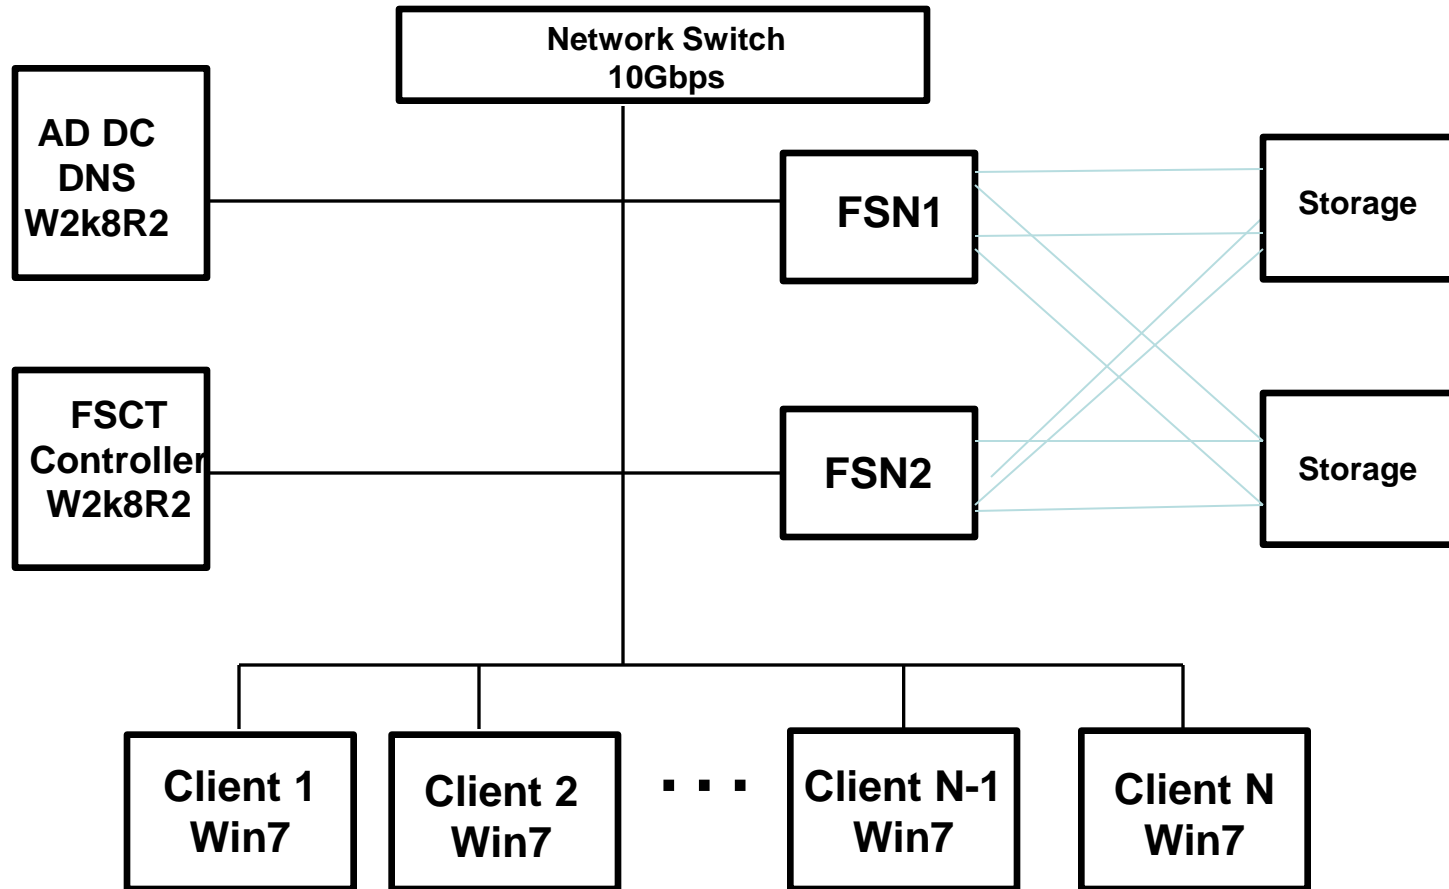 Network Switch
10Gbps
AD DC
DNS
W2k8R2
FSN1
Storage
FSCT
Controller
W2k8R2
FSN2
Storage
Client 1
Win7
Client 2
Win7
. . .
Client N-1
Win7
Client N
Win7